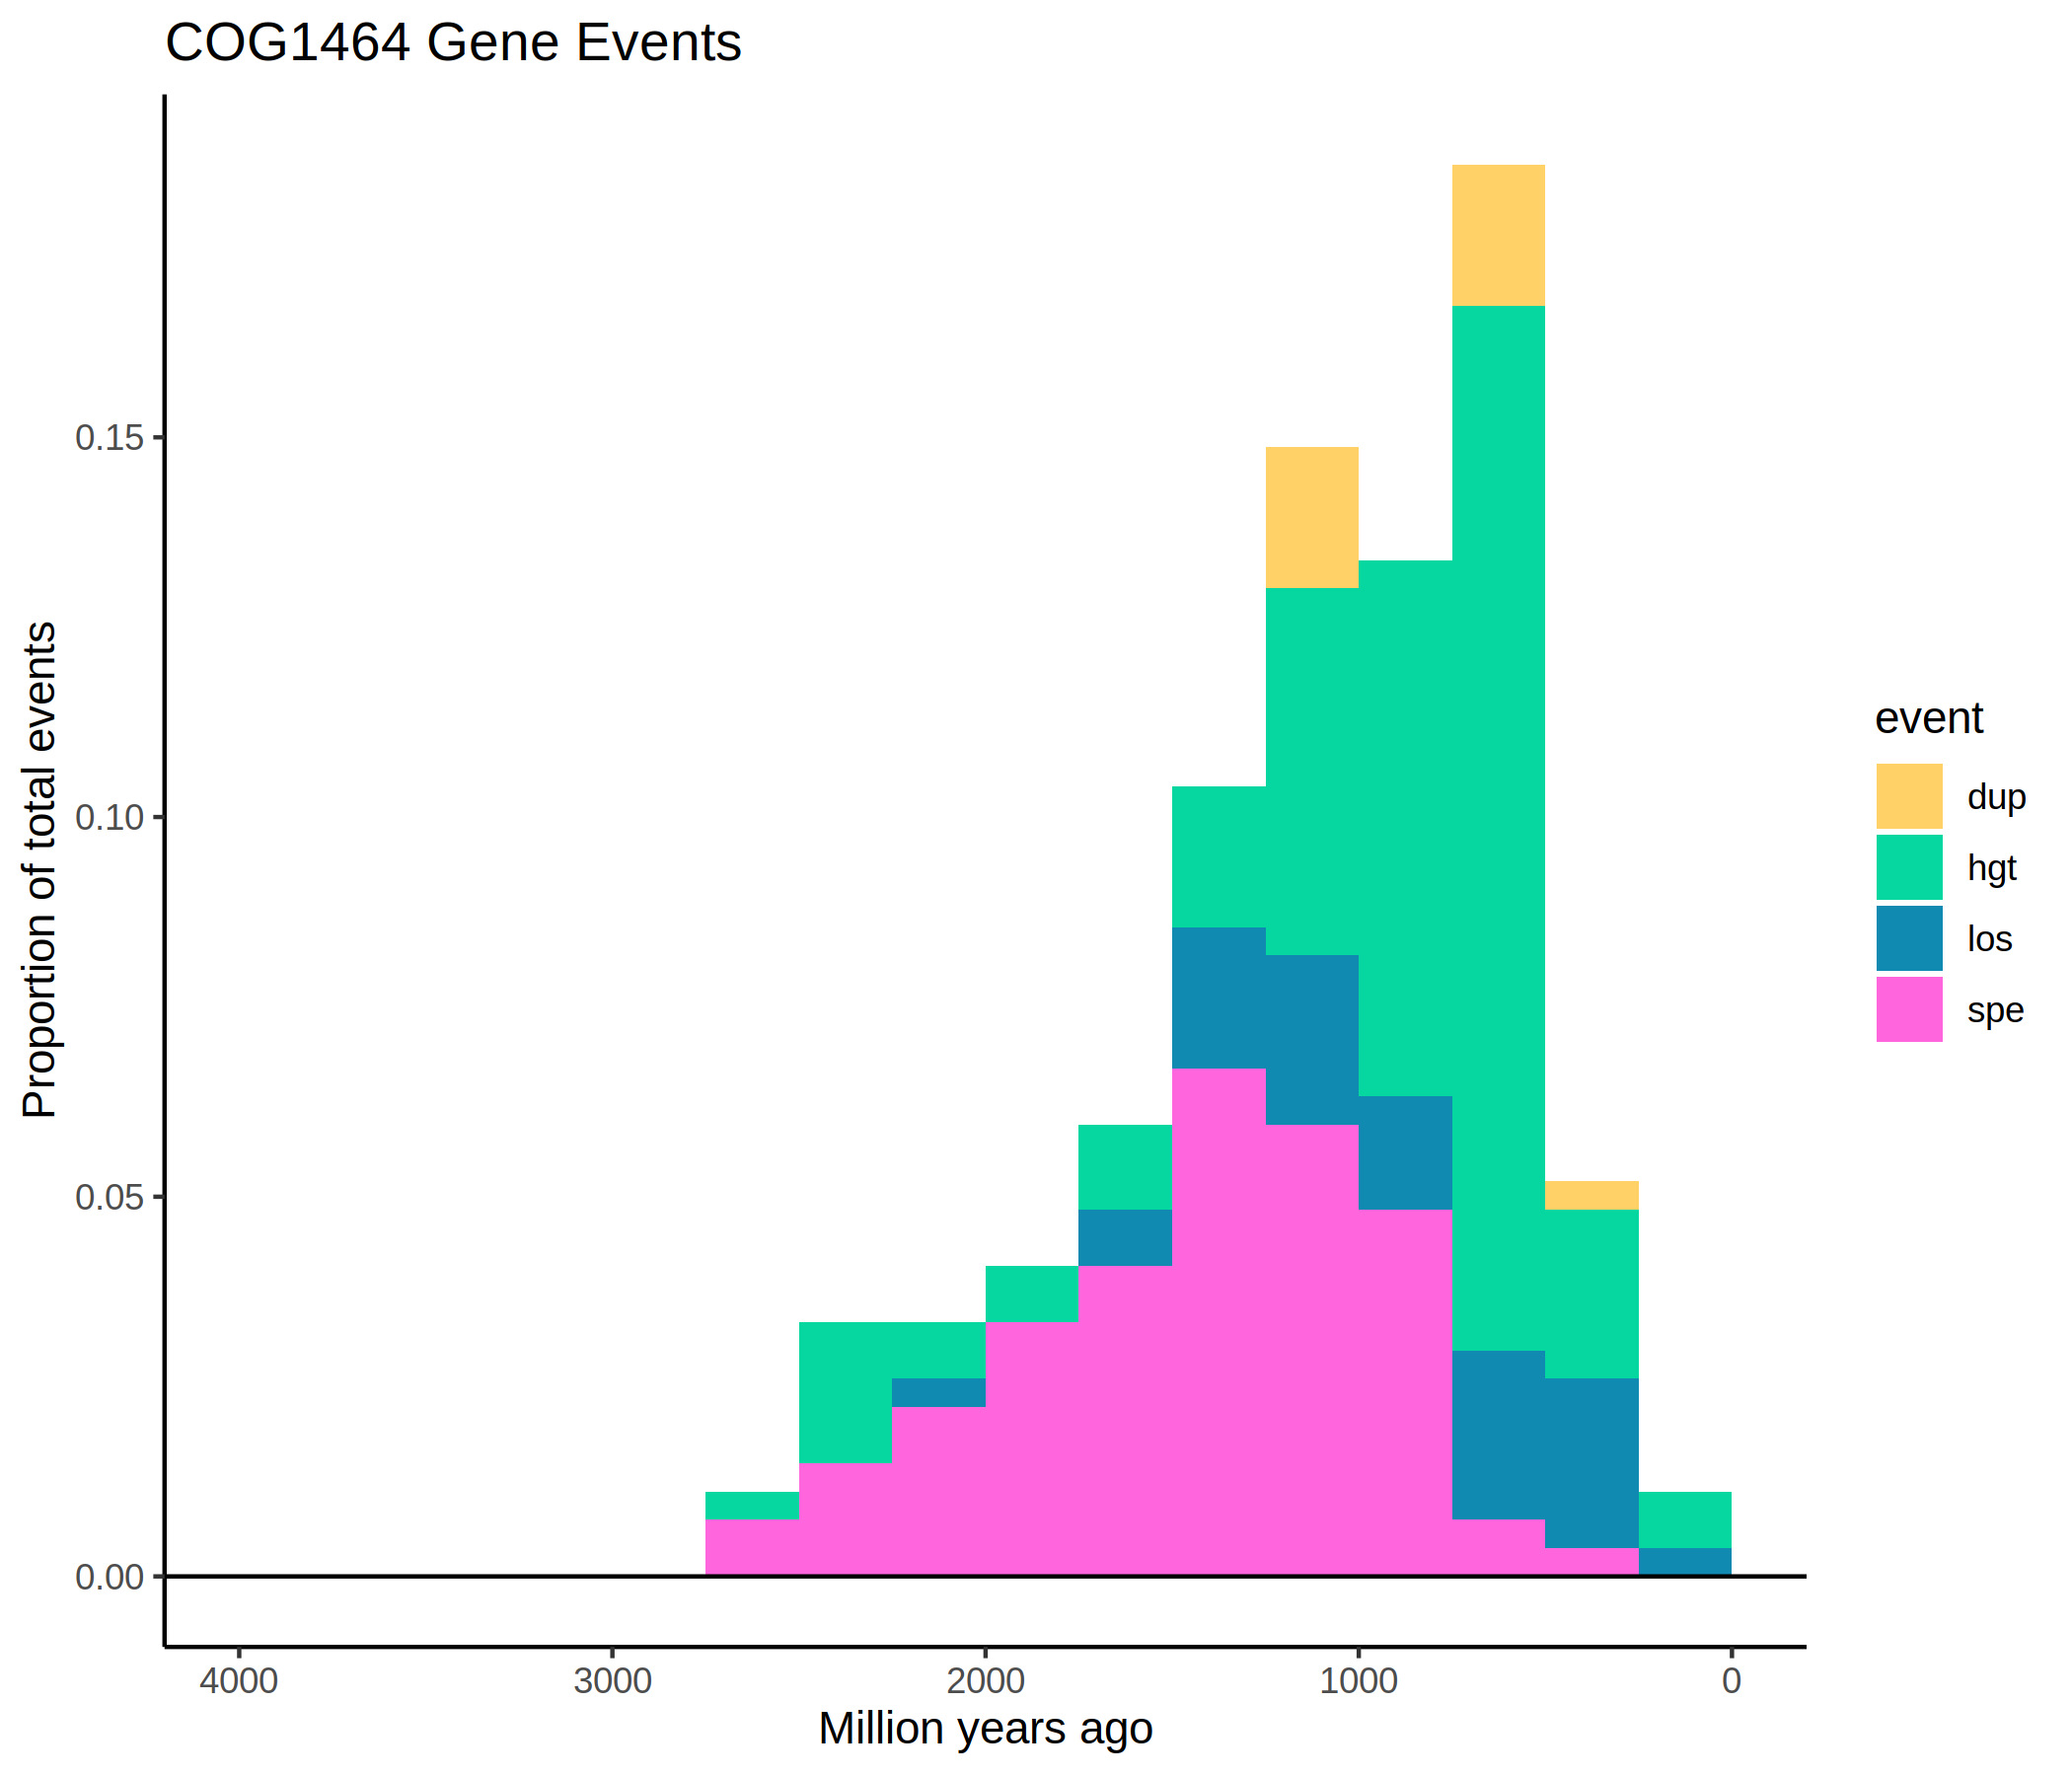 COG1464 Gene Events
Proportion of total events
0.15
0.10
0.05
0.00
4000 3000 2000 1000 0
Million years ago
event
dup
hgt
los
spe